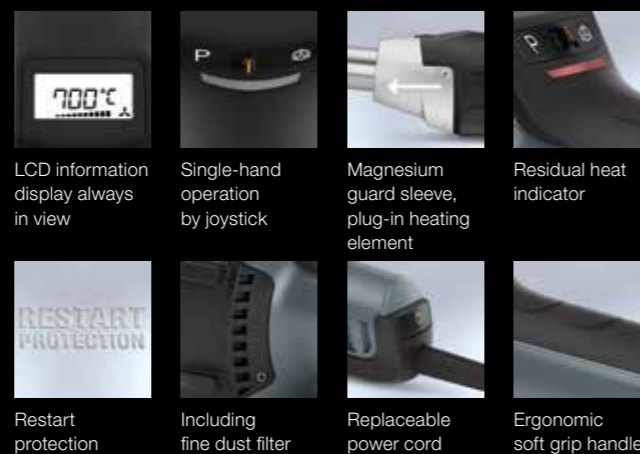 700°C
P
P
LCD information
display always
in view
Single-hand
operation
by joystick
Magnesium
guard sleeve,
plug-in heating
element
Residual heat
indicator
RESTART
PROTECTION
Restart
protection
Including
fine dust filter
Replaceable
power cord
Ergonomic
soft grip handle